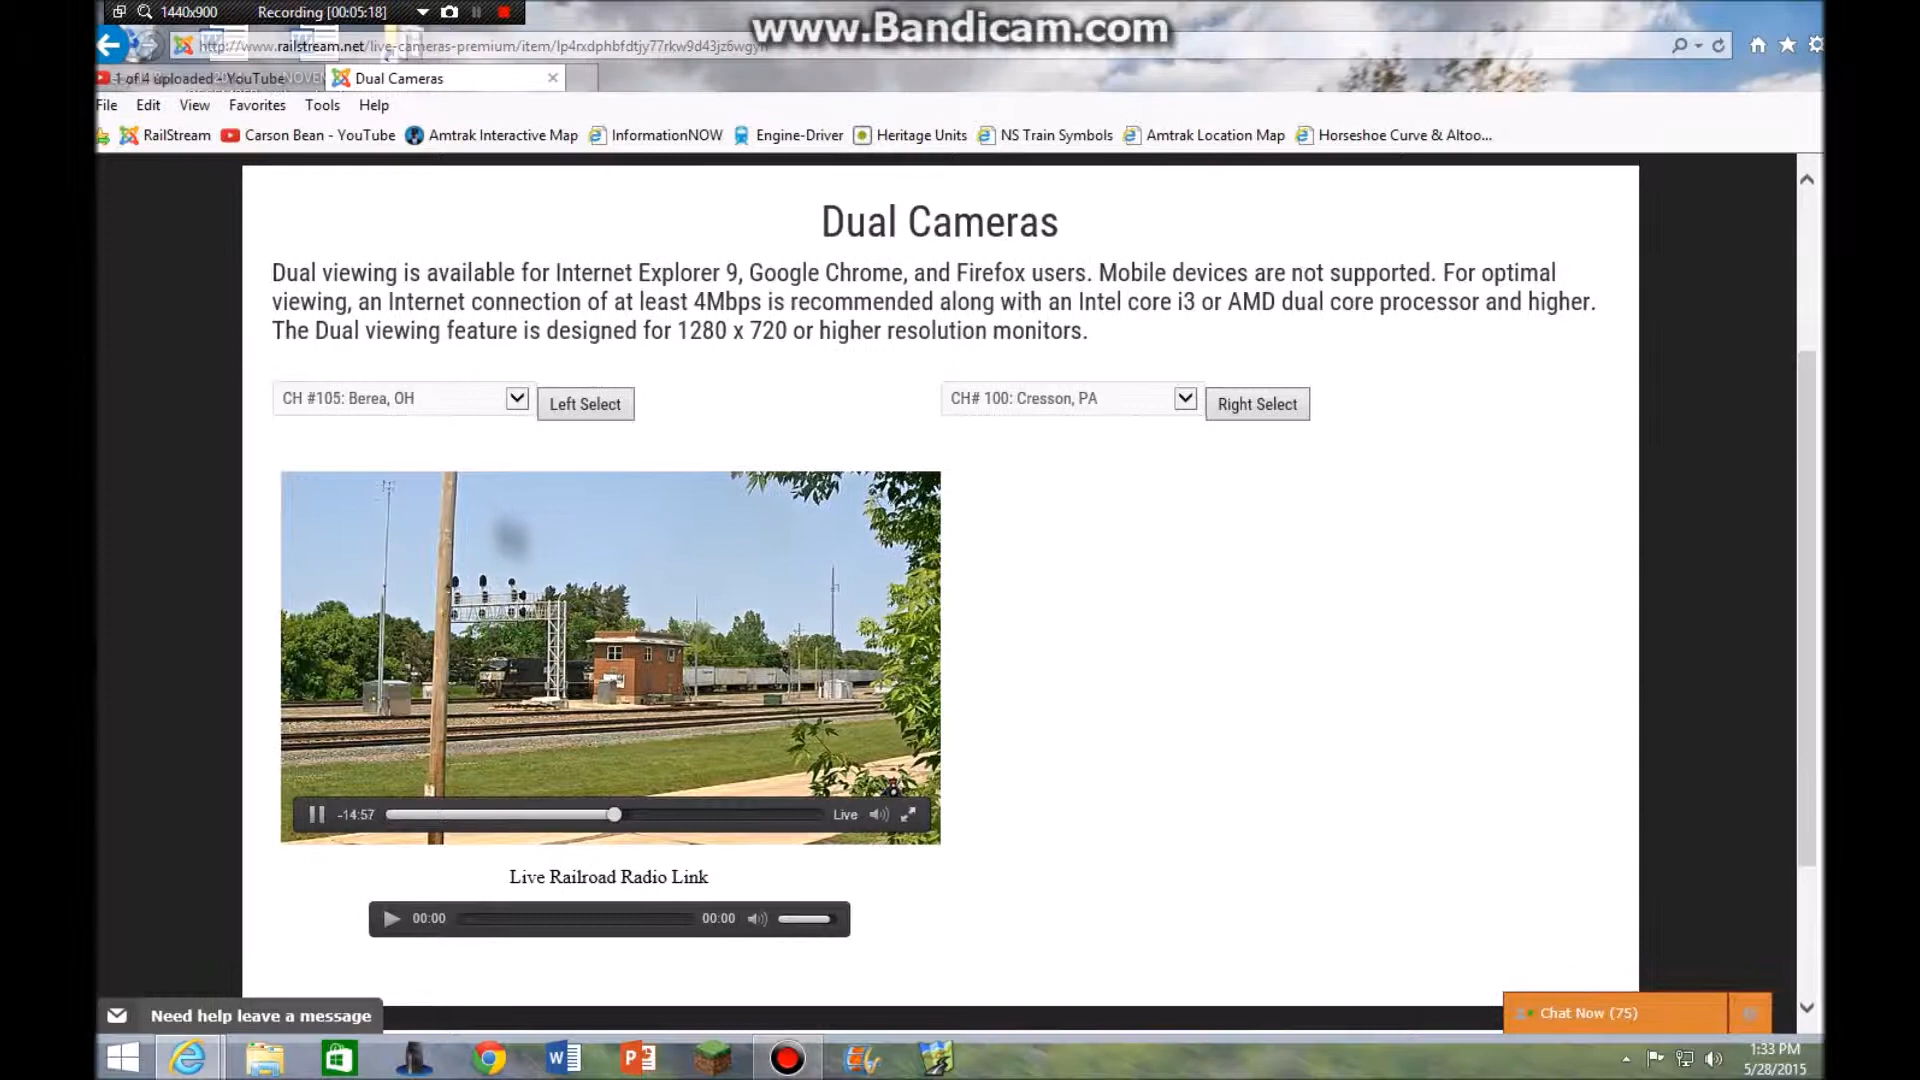 1440x900 Recording [00:05:18]
www.Bandicam.com
http://www.railstream.net/live-cameras-premium/item/lp4rxdphbfdtjy77rkw9d43jz6wgyh
1 of 4 uploaded - YouTube Dual Cameras
File Edit View Favorites Tools Help
RailStream Carson Bean - YouTube Amtrak Interactive Map InformationNOW Engine-Driver Heritage Units NS Train Symbols Amtrak Location Map Horseshoe Curve & Altoo...
Dual Cameras
Dual viewing is available for Internet Explorer 9, Google Chrome, and Firefox users. Mobile devices are not supported. For optimal
viewing, an Internet connection of at least 4Mbps is recommended along with an Intel core i3 or AMD dual core processor and higher.
The Dual viewing feature is designed for 1280 x 720 or higher resolution monitors.
CH #105: Berea, OH Left Select CH# 100: Cresson, PA Right Select
-14:57 Live
Live Railroad Radio Link
00:00 00:00
Need help leave a message
Chat Now (75)
1:33 PM
5/28/2015